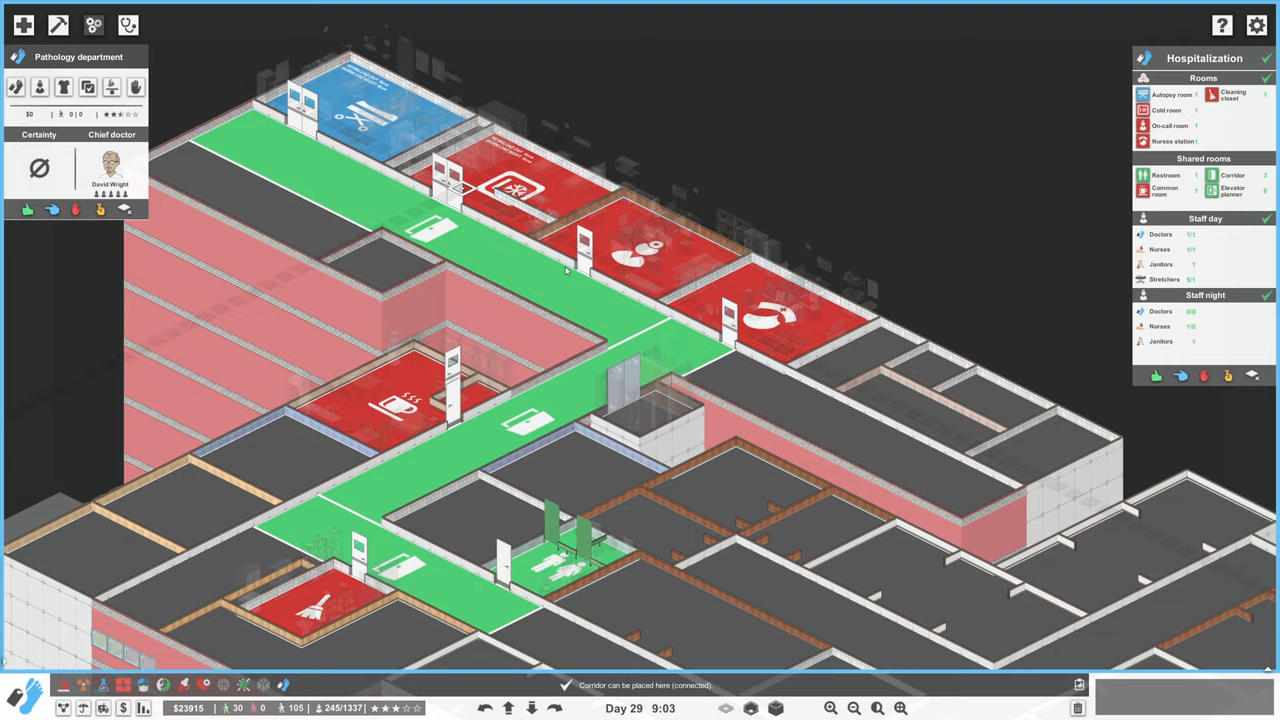 Pathology department
$0
0|0
Certainty
Chief doctor
David Wright
Hospitalization
Rooms
Autopsy room 1
Cleaning closet 1
Cold room 1
On-call room 1
Nurses station 1
Shared rooms
Restroom 1
Corridor 3
Common room 1
Elevator planner 0
Staff day
Doctors 1/1
Nurses 1/1
Janitors 1
Stretchers 5/1
Staff night
Doctors 0/0
Nurses 1/0
Janitors 1
Corridor can be placed here (connected).
$23915
30
0
105
245/1337
Day 29 9:03